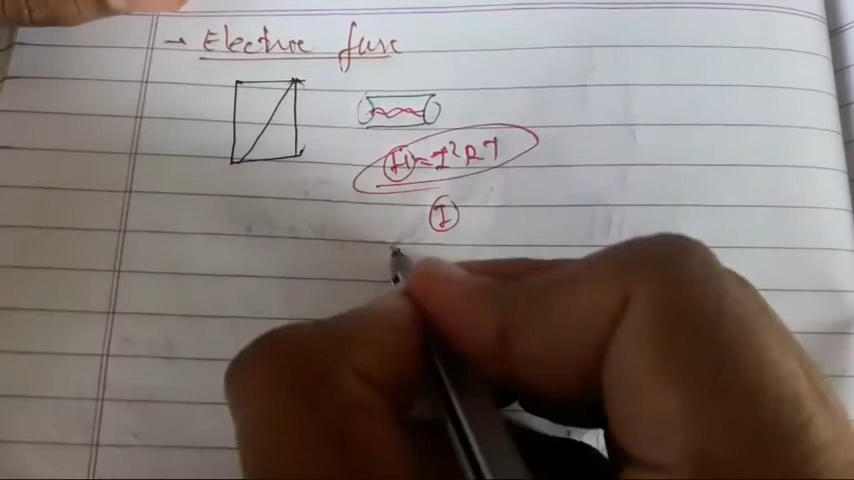 → Electric fuse
H = I²RT
I